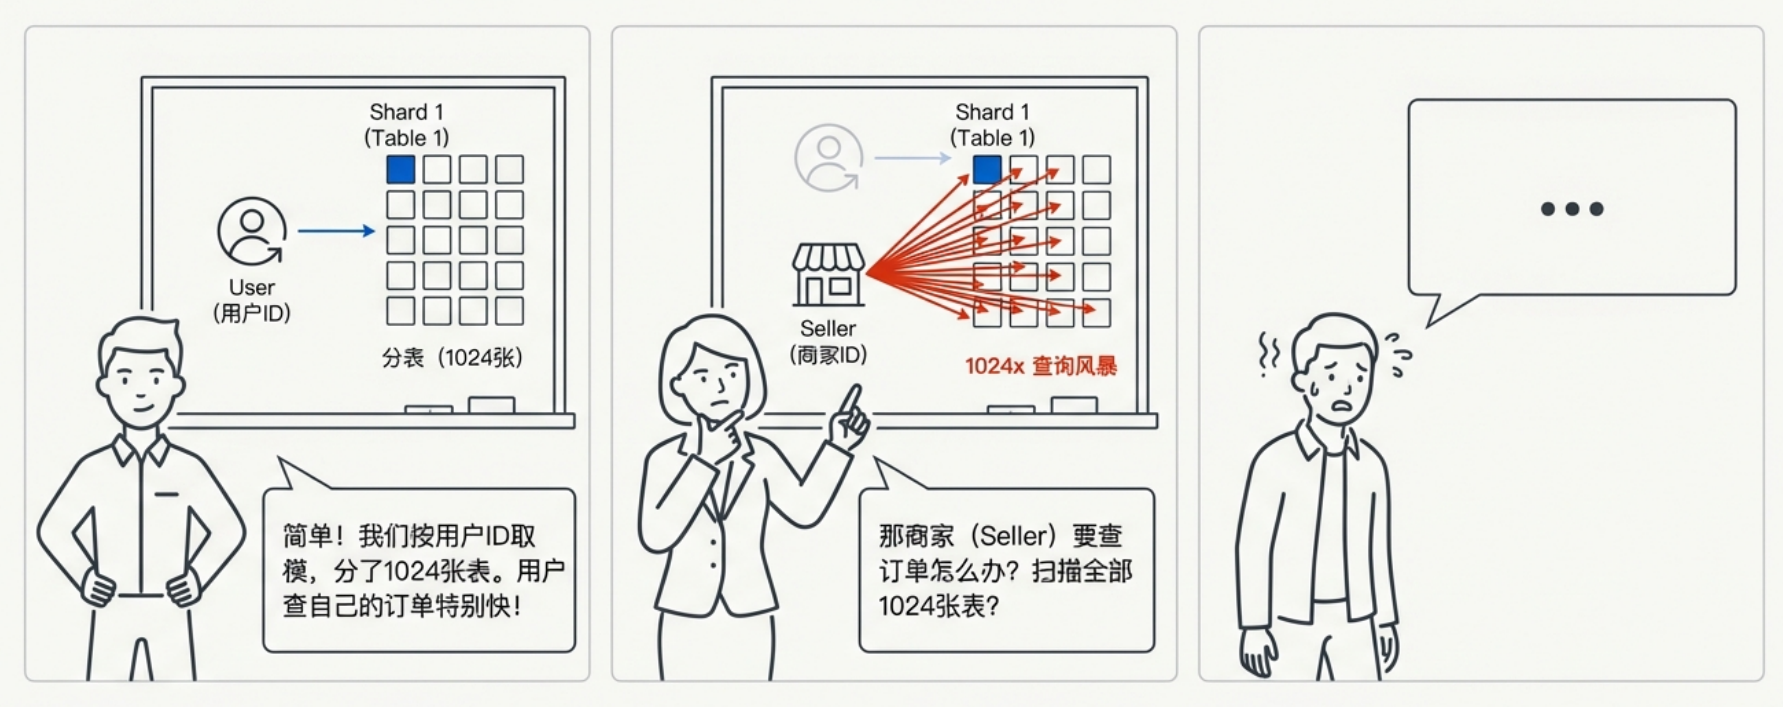 Shard 1
(Table 1)
User
(用户ID)
分表（1024张）
简单！我们按用户ID取
模，分了1024张表。用户
查自己的订单特别快！
Shard 1
(Table 1)
Seller
(商家ID)
1024x 查询风暴
那商家（Seller）要查
订单怎么办？扫描全部
1024张表？
...